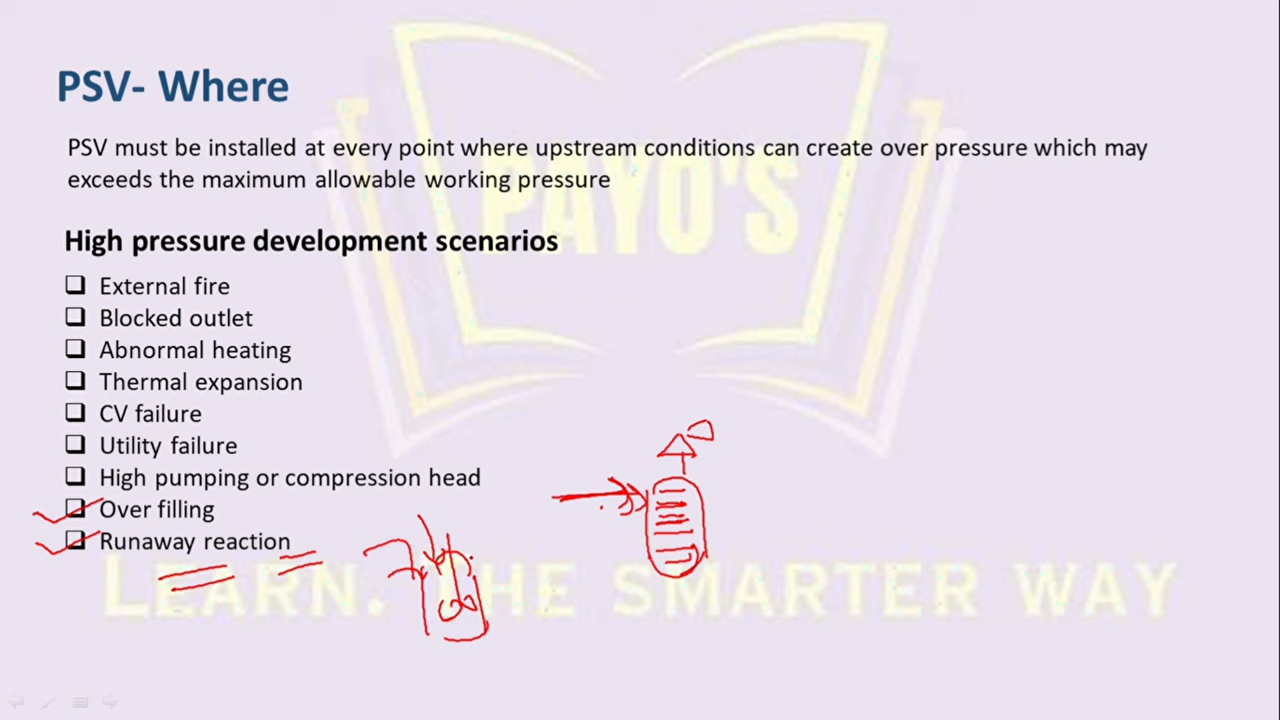 PSV- Where
PSV must be installed at every point where upstream conditions can create over pressure which may
exceeds the maximum allowable working pressure
High pressure development scenarios
External fire
Blocked outlet
Abnormal heating
Thermal expansion
CV failure
Utility failure
High pumping or compression head
Over filling
Runaway reaction
PAYO'S
LEARN. THE SMARTER WAY